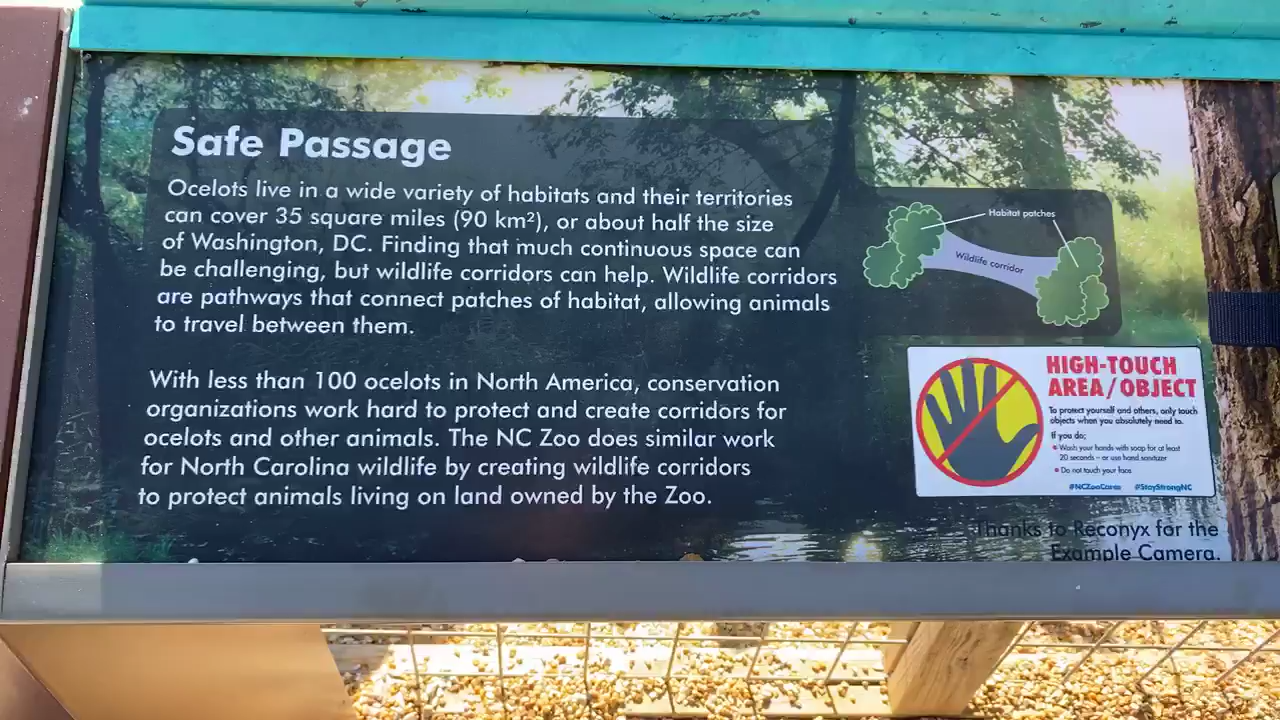 Safe Passage
Ocelots live in a wide variety of habitats and their territories
can cover 35 square miles (90 km²), or about half the size
of Washington, DC. Finding that much continuous space can
be challenging, but wildlife corridors can help. Wildlife corridors
are pathways that connect patches of habitat, allowing animals
to travel between them.
With less than 100 ocelots in North America, conservation
organizations work hard to protect and create corridors for
ocelots and other animals. The NC Zoo does similar work
for North Carolina wildlife by creating wildlife corridors
to protect animals living on land owned by the Zoo.
Habitat patches
Wildlife corridor
HIGH-TOUCH
AREA/OBJECT
To protect yourself and others, only touch
objects when you absolutely need to.
If you do;
• Wash your hands with soap for at least
20 seconds – or use hand sanitizer
• Do not touch your face
#NCZooCares #StayStrongNC
Thanks to Reconyx for the
Example Camera.